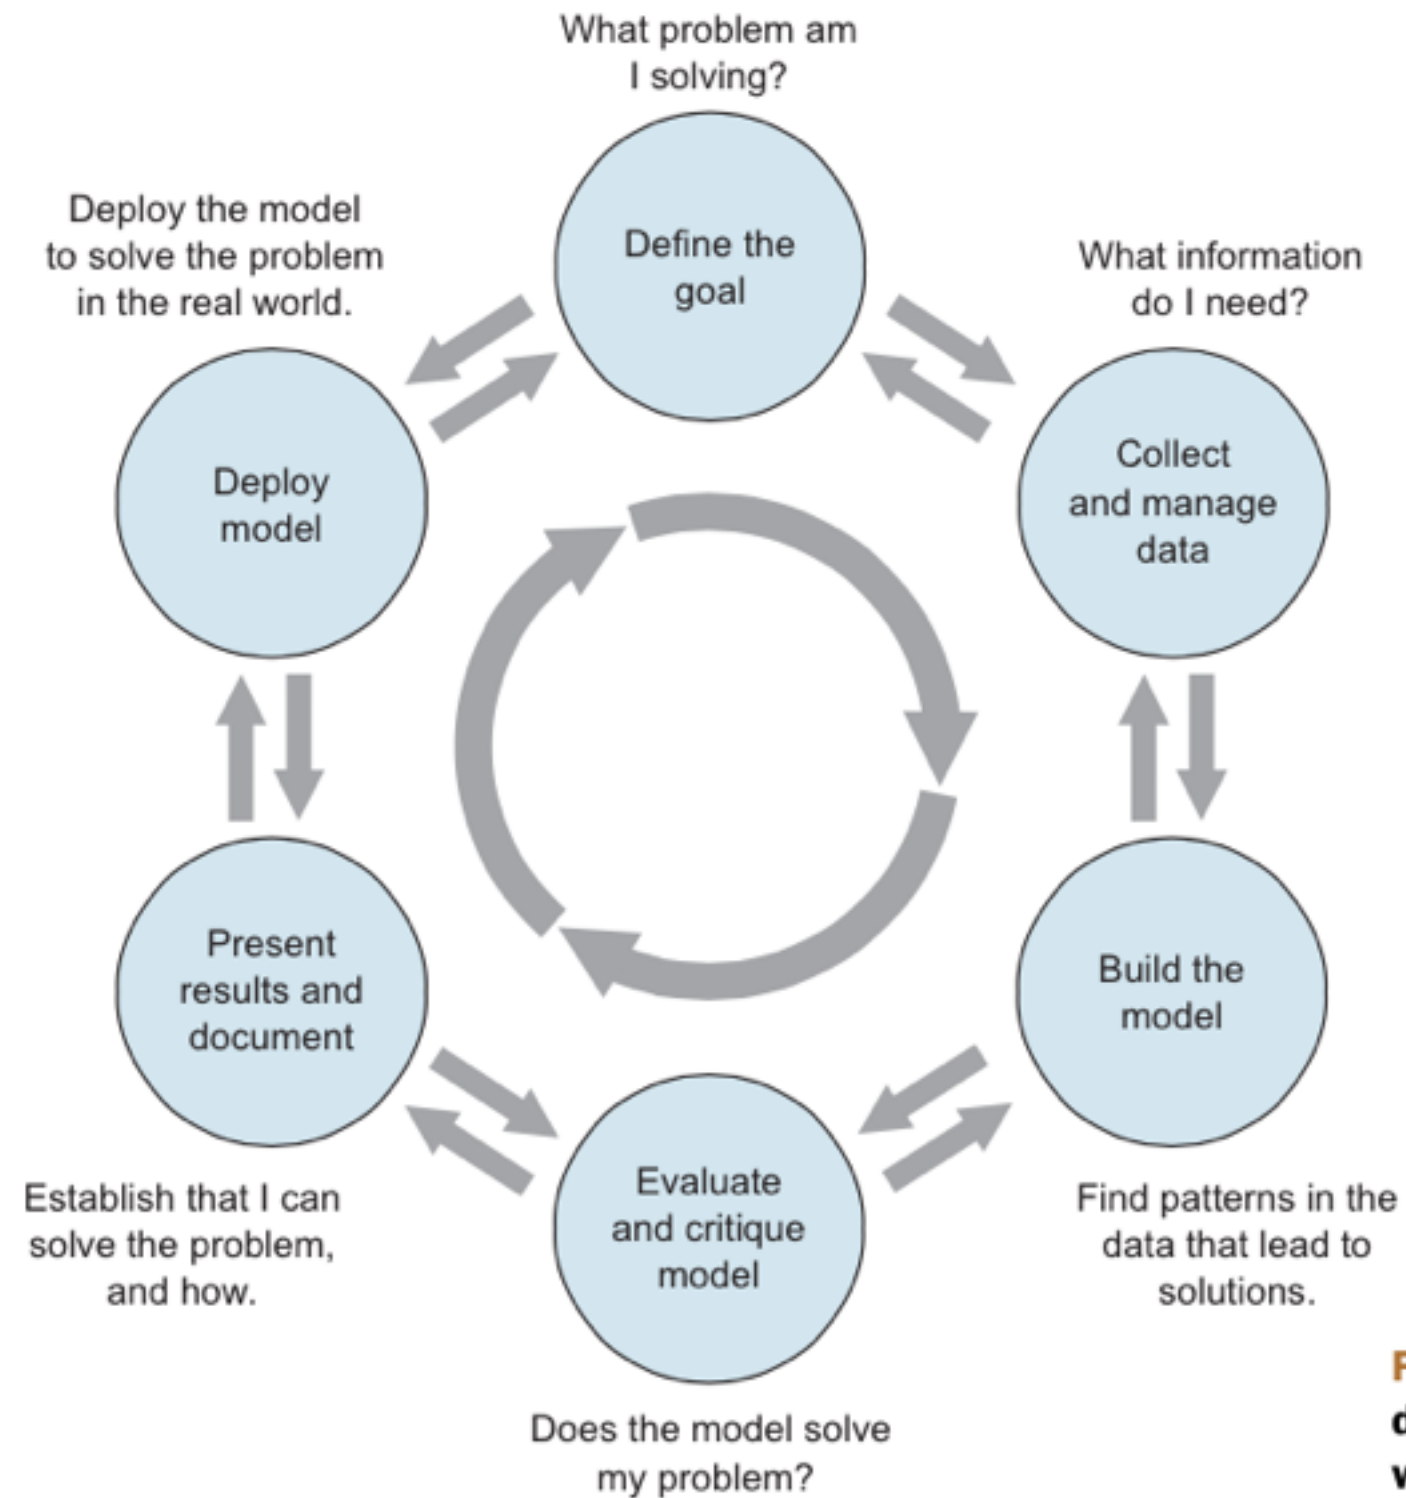 What problem am
I solving?
Define the
goal
What information
do I need?
Collect
and manage
data
Build the
model
Find patterns in the
data that lead to
solutions.
Evaluate
and critique
model
Does the model solve
my problem?
Present
results and
document
Establish that I can
solve the problem,
and how.
Deploy the model
to solve the problem
in the real world.
Deploy
model